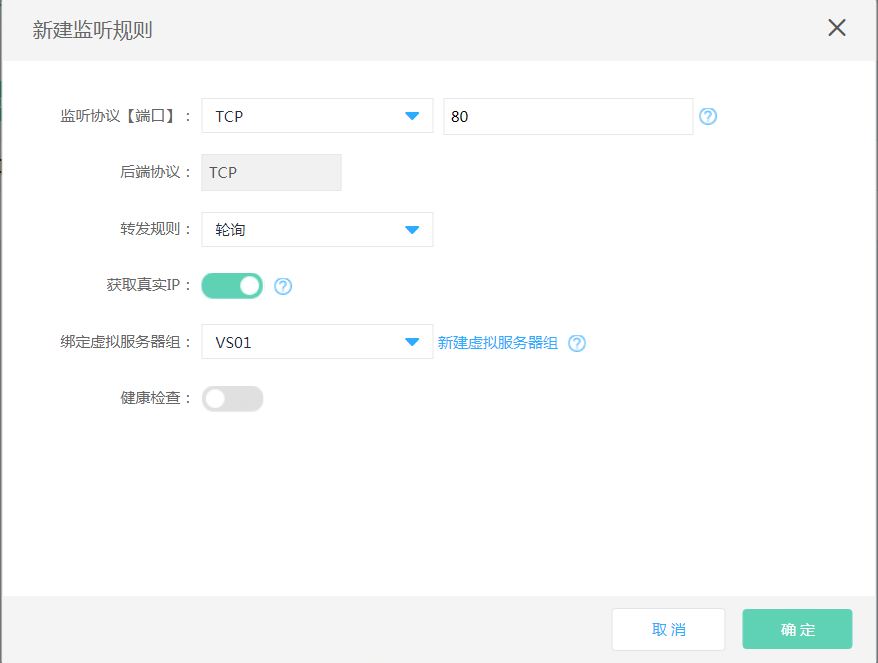 新建监听规则
监听协议【端口】： TCP 80
后端协议： TCP
转发规则： 轮询
获取真实IP：
绑定虚拟服务器组： VS01 新建虚拟服务器组
健康检查：
取消 确定